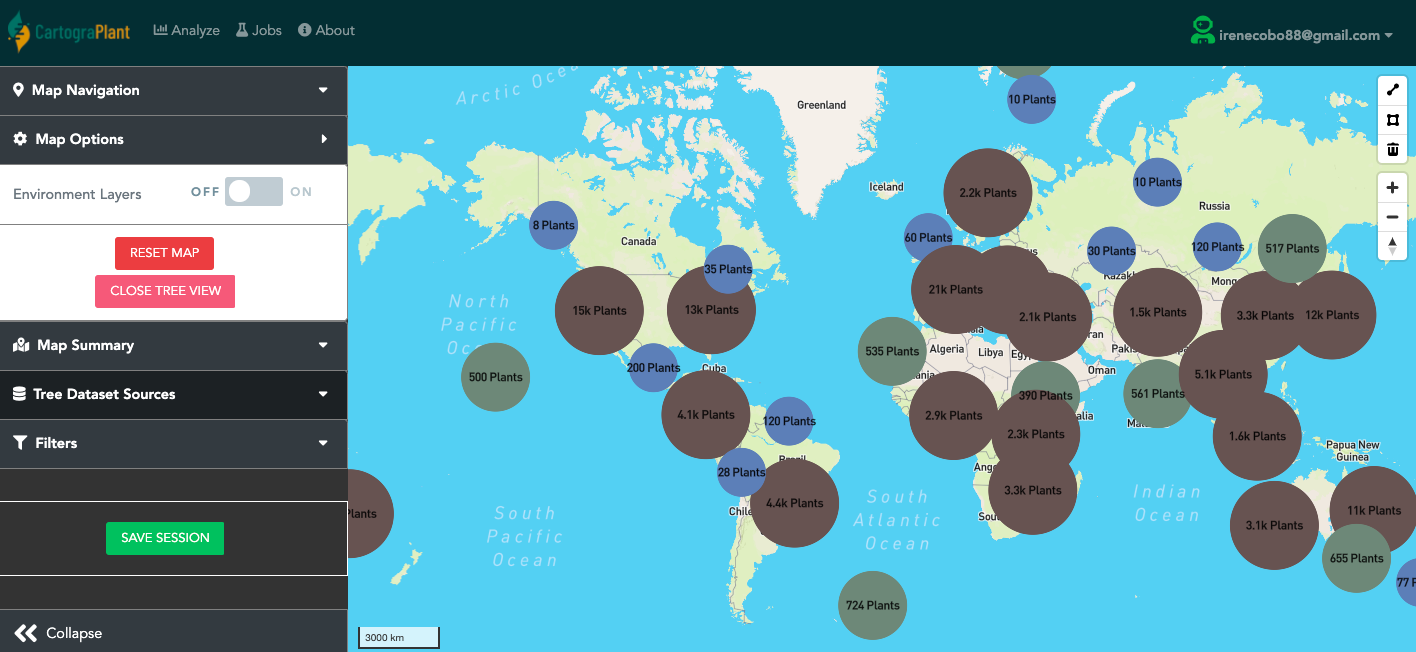 CartograPlant
Analyze
Jobs
About
irenecobo88@gmail.com
Map Navigation
Map Options
Environment Layers
OFF
ON
RESET MAP
CLOSE TREE VIEW
Map Summary
Tree Dataset Sources
Filters
SAVE SESSION
Collapse
Arctic Oce
Greenland
10 Plants
Iceland
2.2k Plants
10 Plants
Russia
8 Plants
Canada
60 Plants
30 Plants
120 Plants
517 Plants
35 Plants
Kazak
Mong
15k Plants
13k Plants
21k Plants
2.1k Plants
1.5k Plants
3.3k Plants
12k Plants
North
Pacific
Oc
500 Plants
200 Plants
Cuba
535 Plants
Algeria
Libya
Egy
Oman
Pakis
5.1k Plants
390 Plants
561 Plants
4.1k Plants
120 Plants
2.9k Plants
2.3k Plants
alia
1.6k Plants
Papua New
Guinea
28 Plants
Brazil
Ang
4.4k Plants
3.3k Plants
Chile
Sou
South
Pacific
Ocean
South
Atlantic
Ocean
Indian
Ocean
Plants
3.1k Plants
11k Plants
655 Plants
77 P
724 Plants
3000 km